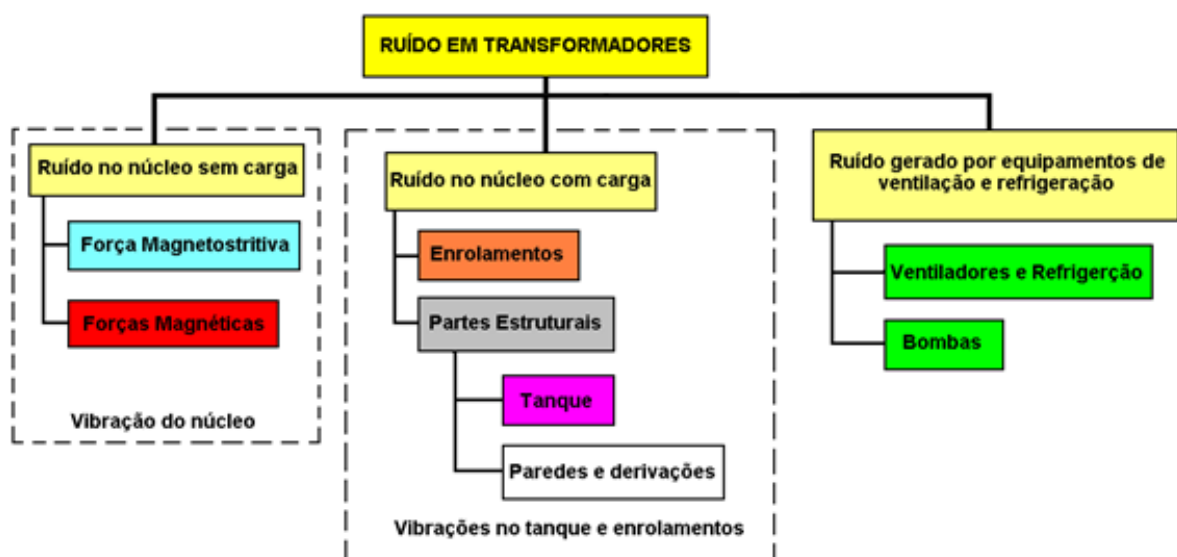 RUÍDO EM TRANSFORMADORES
Ruído no núcleo sem carga
Força Magnetostritiva
Forças Magnéticas
Vibração do núcleo
Ruído no núcleo com carga
Enrolamentos
Partes Estruturais
Tanque
Paredes e derivações
Vibrações no tanque e enrolamentos
Ruído gerado por equipamentos de
ventilação e refrigeração
Ventiladores e Refrigerção
Bombas